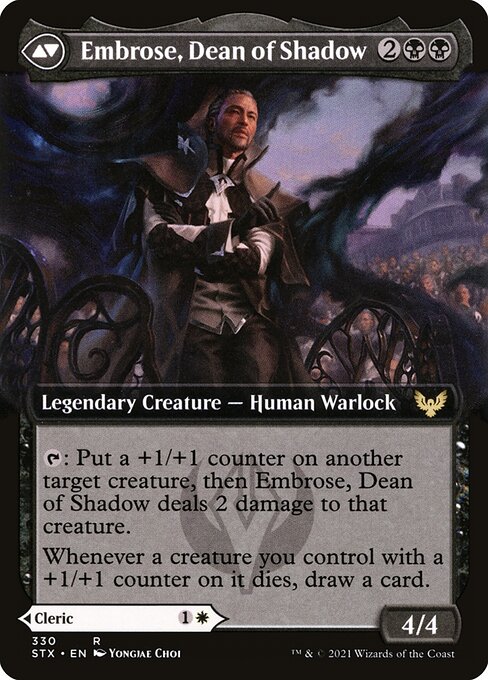 Embrose, Dean of Shadow 2
Legendary Creature — Human Warlock
: Put a +1/+1 counter on another
target creature, then Embrose, Dean
of Shadow deals 2 damage to that
creature.
Whenever a creature you control with a
+1/+1 counter on it dies, draw a card.
Cleric 1
4/4
330 R
STX • EN Yongjae Choi
™ & © 2021 Wizards of the Coast